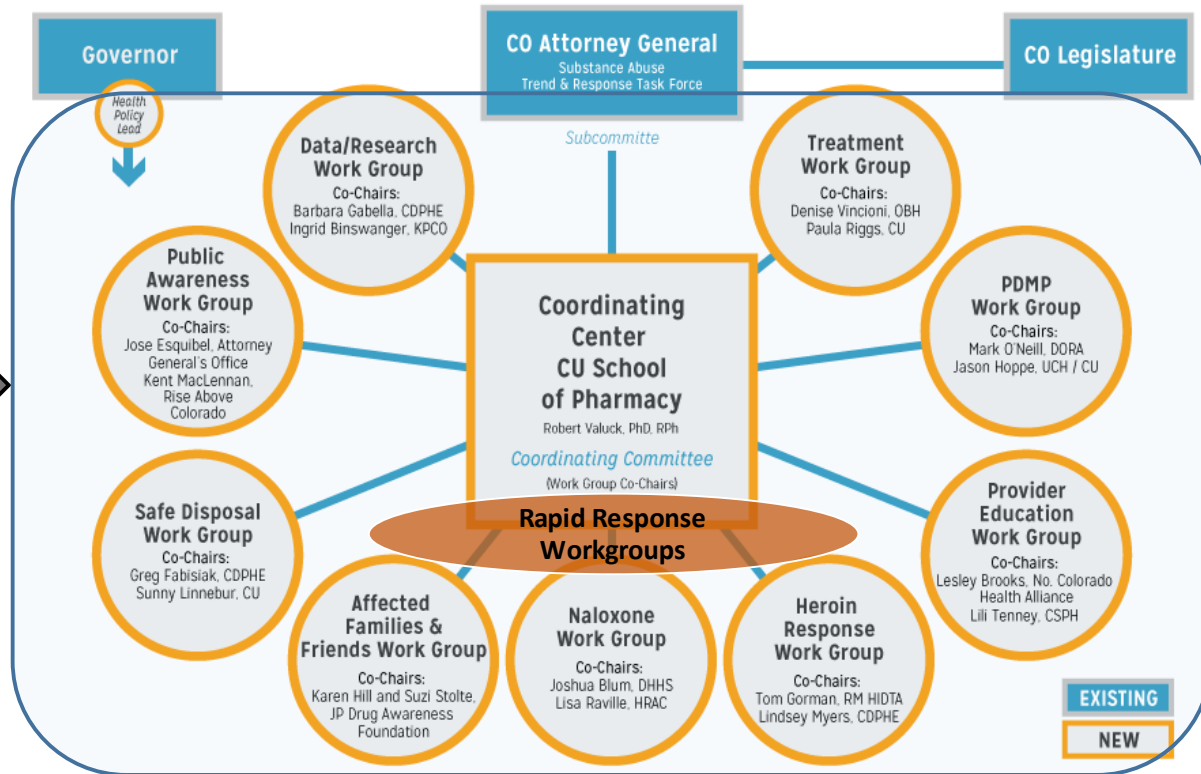 Governor
Health
Policy
Lead
CO Attorney General
Substance Abuse
Trend & Response Task Force
CO Legislature
Subcommitte
Data/Research
Work Group
Co-Chairs:
Barbara Gabella, CDPHE
Ingrid Binswanger, KPCO
Treatment
Work Group
Co-Chairs:
Denise Vincioni, OBH
Paula Riggs, CU
Public
Awareness
Work Group
Co-Chairs:
Jose Esquibel, Attorney
General's Office
Kent MacLennan,
Rise Above
Colorado
Coordinating
Center
CU School
of Pharmacy
Robert Valuck, PhD, RPh
Coordinating Committee
(Work Group Co-Chairs)
PDMP
Work Group
Co-Chairs:
Mark O'Neill, DORA
Jason Hoppe, UCH / CU
Safe Disposal
Work Group
Co-Chairs:
Greg Fabisiak, CDPHE
Sunny Linnebur, CU
Rapid Response
Workgroups
Provider
Education
Work Group
Co-Chairs:
Lesley Brooks, No. Colorado
Health Alliance
Lili Tenney, CSPH
Affected
Families &
Friends Work Group
Co-Chairs:
Karen Hill and Suzi Stolte,
JP Drug Awareness
Foundation
Naloxone
Work Group
Co-Chairs:
Joshua Blum, DHHS
Lisa Raville, HRAC
Heroin
Response
Work Group
Co-Chairs:
Tom Gorman, RM HIDTA
Lindsey Myers, CDPHE
EXISTING
NEW